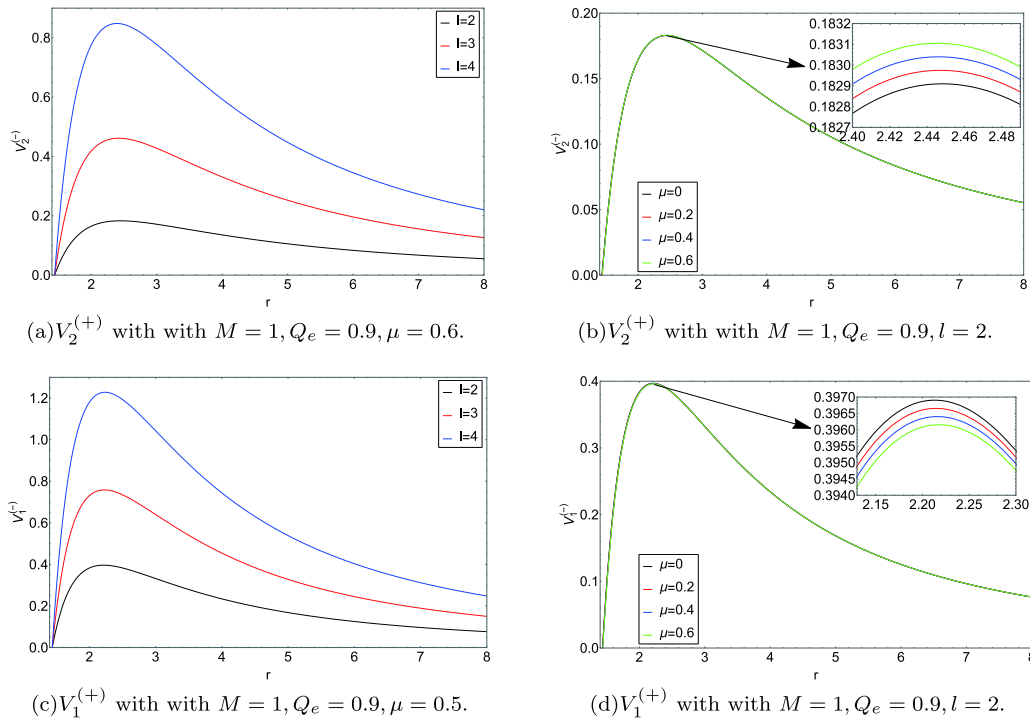 0.8
0.6
0.4
0.2
0.0
V₂⁽⁻⁾
2 3 4 5 6 7 8
r
l=2
l=3
l=4
(a)V₂⁽⁺⁾ with with M = 1, Qₑ = 0.9, μ = 0.6.
0.20
0.15
0.10
0.05
0.00
V₂⁽⁻⁾
2 3 4 5 6 7 8
r
μ=0
μ=0.2
μ=0.4
μ=0.6
0.1832
0.1831
0.1830
0.1829
0.1828
0.1827
2.40 2.42 2.44 2.46 2.48
(b)V₂⁽⁺⁾ with with M = 1, Qₑ = 0.9, l = 2.
1.2
1.0
0.8
0.6
0.4
0.2
0.0
V₁⁽⁻⁾
2 3 4 5 6 7 8
r
l=2
l=3
l=4
(c)V₁⁽⁺⁾ with with M = 1, Qₑ = 0.9, μ = 0.5.
0.4
0.3
0.2
0.1
0.0
V₁⁽⁻⁾
2 3 4 5 6 7 8
r
μ=0
μ=0.2
μ=0.4
μ=0.6
0.3970
0.3965
0.3960
0.3955
0.3950
0.3945
0.3940
2.15 2.20 2.25 2.30
(d)V₁⁽⁺⁾ with with M = 1, Qₑ = 0.9, l = 2.